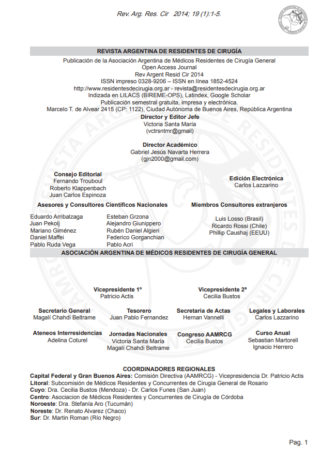 Rev. Arg. Res. Cir 2014; 19 (1):1-5.
REVISTA ARGENTINA DE RESIDENTES DE CIRUGÍA
Publicación de la Asociación Argentina de Médicos Residentes de Cirugía General
Open Access Journal
Rev Argent Resid Cir 2014
ISSN impreso 0328-9206 – ISSN en línea 1852-4524
http://www.residentesdecirugia.org.ar - revista@residentesdecirugia.org.ar
Indizada en LILACS (BIREME-OPS), Latindex, Google Scholar
Publicación semestral gratuita, impresa y electrónica.
Marcelo T. de Alvear 2415 (CP: 1122), Ciudad Autónoma de Buenos Aires, República Argentina
Director y Editor Jefe
Victoria Santa María
(vctrsntmr@gmail)
Director Académico
Gabriel Jesús Navarta Herrera
(gjn2000@gmail.com)
Consejo Editorial
Fernando Trouboul
Roberto Klappenbach
Juan Carlos Espinoza
Edición Electrónica
Carlos Lazzarino
Asesores y Consultores Científicos Nacionales
Miembros Consultores extranjeros
Eduardo Arribalzaga
Juan Pekolj
Mariano Giménez
Daniel Maffei
Pablo Ruda Vega
Esteban Grzona
Alejandro Giunippero
Rubén Daniel Algieri
Federico Gorganchian
Pablo Acri
Luis Losso (Brasil)
Ricardo Rossi (Chile)
Phillip Caushaj (EEUU)
ASOCIACIÓN ARGENTINA DE MÉDICOS RESIDENTES DE CIRUGIA GENERAL
Vicepresidente 1º
Patricio Actis
Vicepresidente 2º
Cecilia Bustos
Secretario General
Magalí Chahdi Beltrame
Tesorero
Juan Pablo Fernandez
Secretaria de Actas
Hernan Vannelli
Legales y Laborales
Carlos Lazzarino
Ateneos Interresidencias
Adelina Coturel
Jornadas Nacionales
Victoria Santa María
Magalí Chahdi Beltrame
Congreso AAMRCG
Cecilia Bustos
Curso Anual
Sebastian Martorell
Ignacio Herrero
COORDINADORES REGIONALES
Capital Federal y Gran Buenos Aires: Comisión Directiva (AAMRCG) - Vicepresidencia Dr. Patricio Actis
Litoral: Subcomisión de Médicos Residentes y Concurrentes de Cirugia General de Rosario
Cuyo: Dra. Cecilia Bustos (Mendoza) - Dr. Carlos Funes (San Juan)
Centro: Asociacion de Médicos Residentes y Concurrentes de Cirugía de Córdoba
Noroeste: Dra. Stefanía Aro (Tucumán)
Noreste: Dr. Renato Alvarez (Chaco)
Sur: Dr. Martin Roman (Río Negro)
Pag. 1